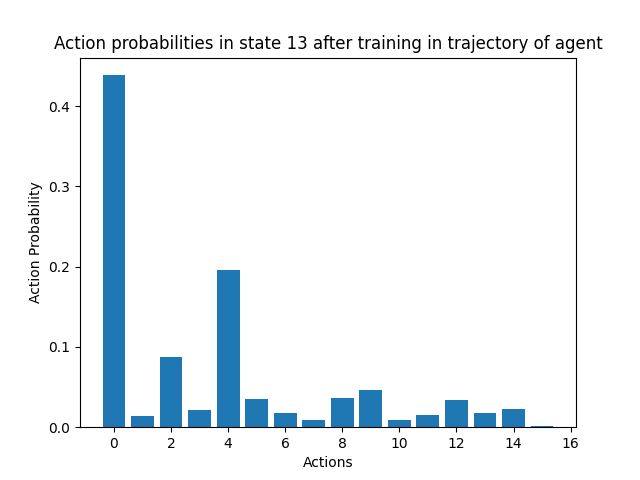 Action probabilities in state 13 after training in trajectory of agent
0.4
0.3
0.2
0.1
0.0
Action Probability
0 2 4 6 8 10 12 14 16
Actions